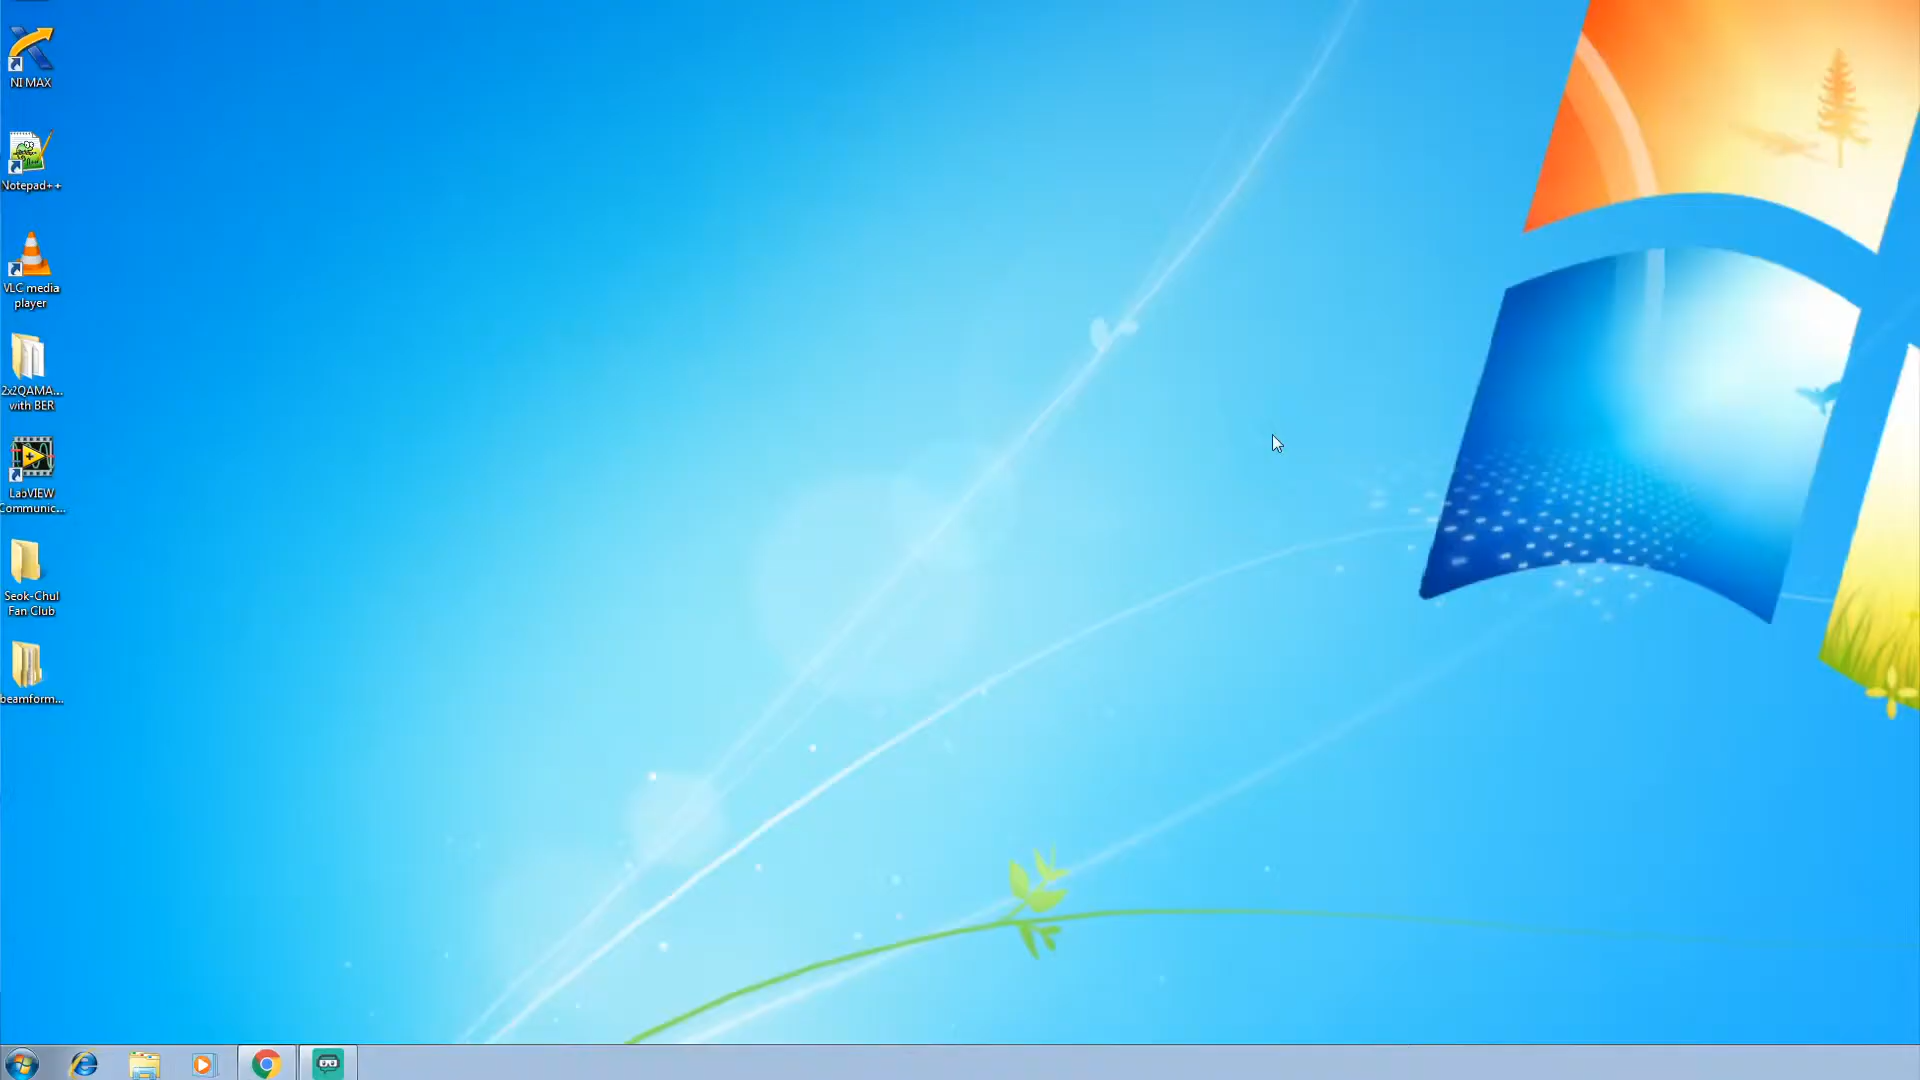 NI MAX
Notepad++
VLC media
player
2x2QAMA...
with BER
LabVIEW
Communic...
Seok-Chul
Fan Club
beamform...